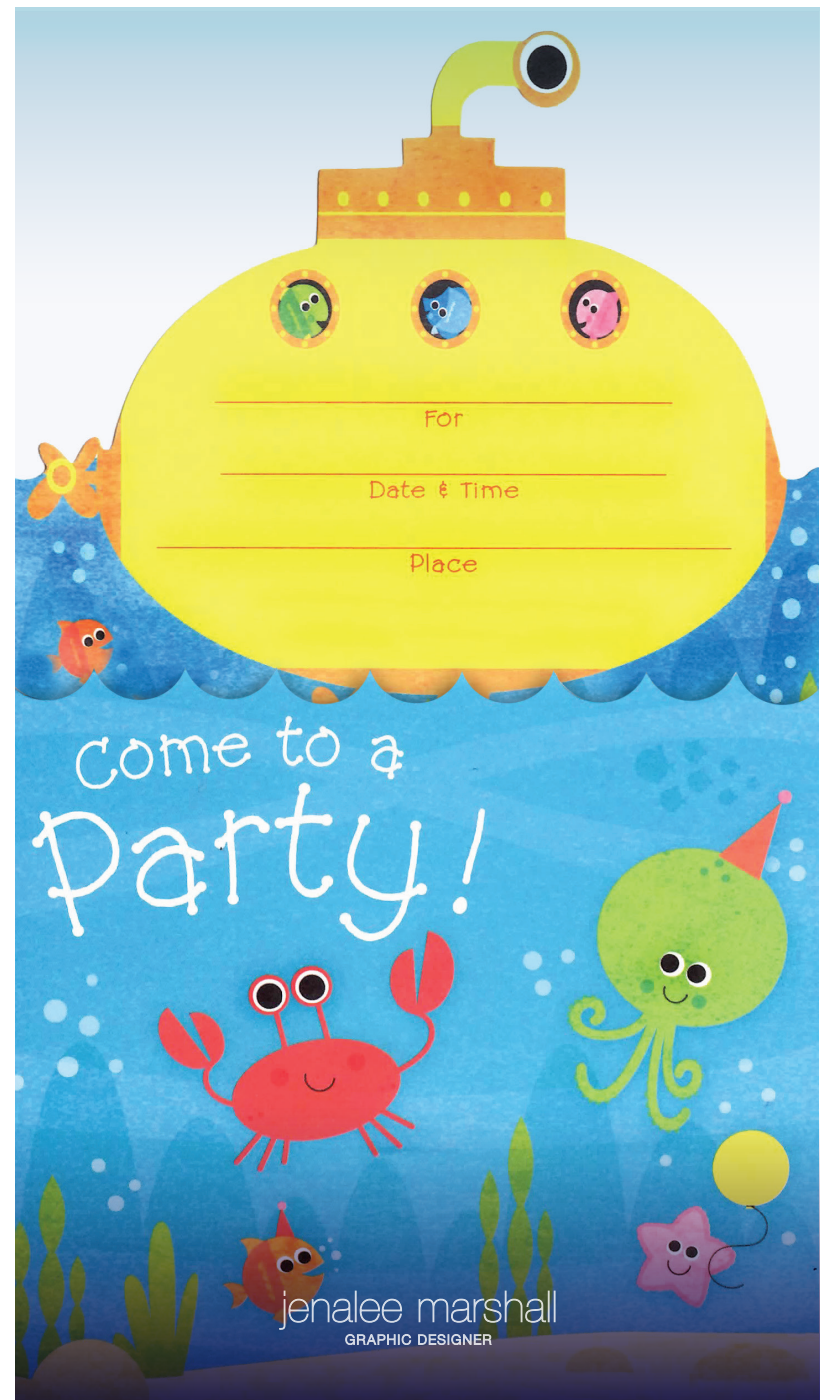 For
Date & Time
Place
Come to a
Party!
jenalee marshall
GRAPHIC DESIGNER